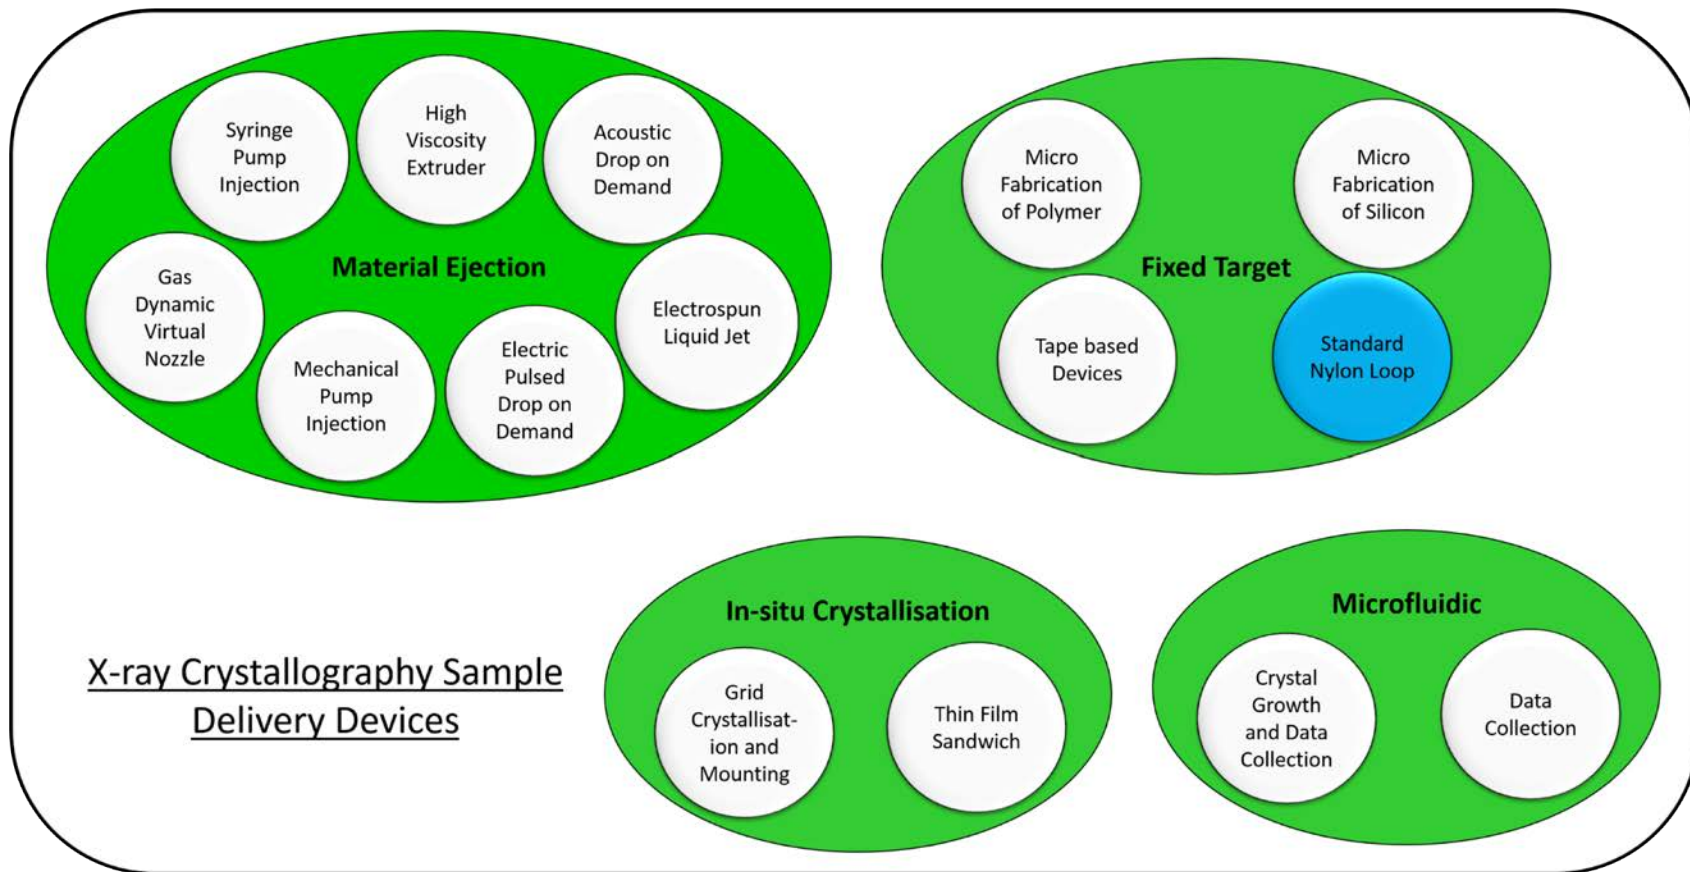 Syringe
Pump
Injection
High
Viscosity
Extruder
Acoustic
Drop on
Demand
Material Ejection
Gas
Dynamic
Virtual
Nozzle
Mechanical
Pump
Injection
Electric
Pulsed
Drop on
Demand
Electrospun
Liquid Jet
Micro
Fabrication
of Polymer
Micro
Fabrication
of Silicon
Fixed Target
Tape based
Devices
Standard
Nylon Loop
In-situ Crystallisation
Grid
Crystallisat-
ion and
Mounting
Thin Film
Sandwich
Microfluidic
Crystal
Growth
and Data
Collection
Data
Collection
X-ray Crystallography Sample
Delivery Devices